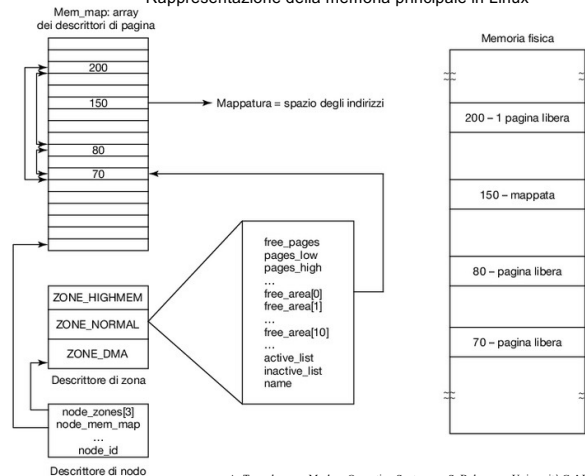 Rappresentazione della memoria principale in Linux
Mem_map: array
dei descrittori di pagina
200
150
80
70
Mappatura = spazio degli indirizzi
ZONE_HIGHMEM
ZONE_NORMAL
ZONE_DMA
Descrittore di zona
node_zones[3]
node_mem_map
...
node_id
Descrittore di nodo
free_pages
pages_low
pages_high
...
free_area[0]
free_area[1]
...
free_area[10]
...
active_list
inactive_list
name
Memoria fisica
200 – 1 pagina libera
150 – mappata
80 – pagina libera
70 – pagina libera